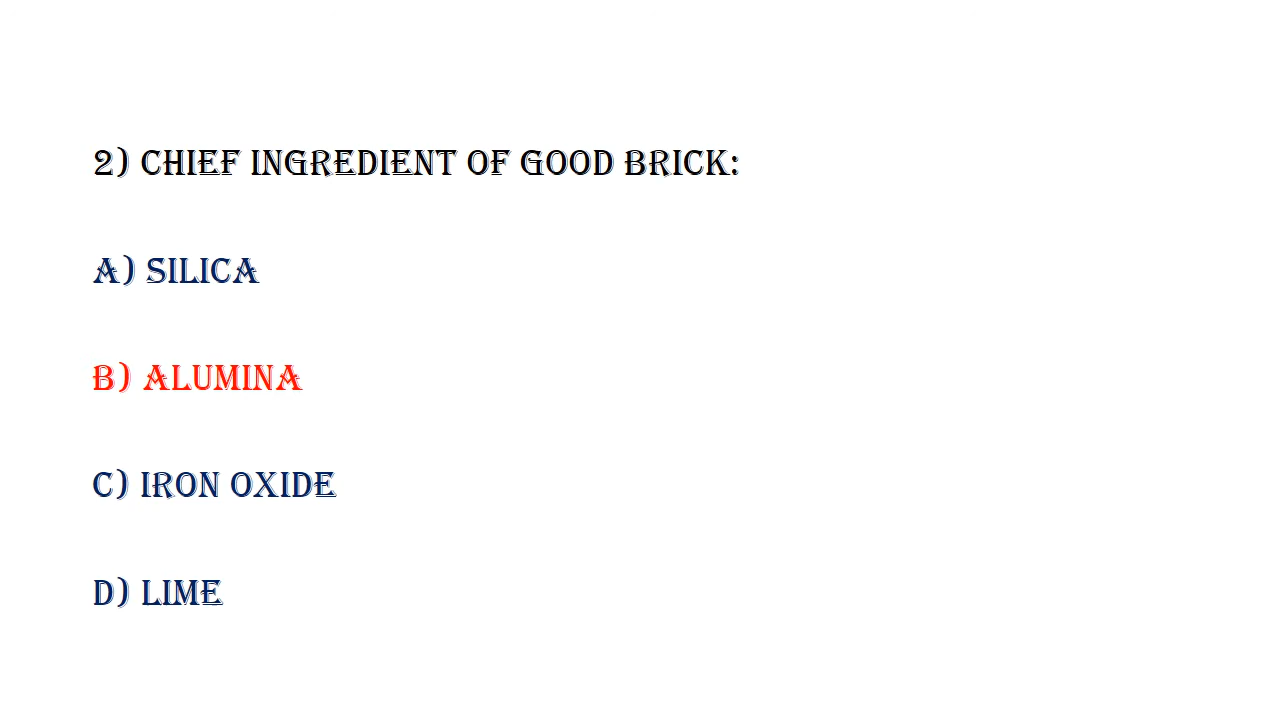 2) CHIEF INGREDIENT OF GOOD BRICK:
A) SILICA
B) ALUMINA
C) IRON OXIDE
D) LIME